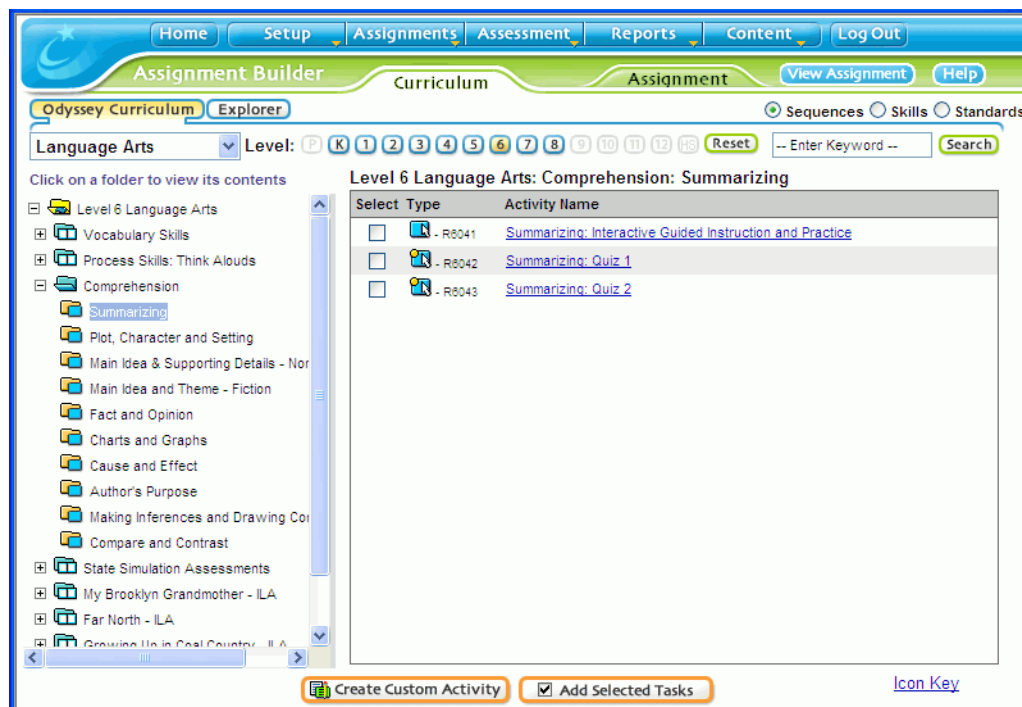 Home Setup Assignments Assessment Reports Content Log Out
Assignment Builder Curriculum Assignment View Assignment Help
Odyssey Curriculum Explorer Sequences Skills Standards
Language Arts Level: P K 1 2 3 4 5 6 7 8 9 10 11 12 HS Reset -- Enter Keyword -- Search
Click on a folder to view its contents
Level 6 Language Arts
Vocabulary Skills
Process Skills: Think Alouds
Comprehension
Summarizing
Plot, Character and Setting
Main Idea & Supporting Details - Nor
Main Idea and Theme - Fiction
Fact and Opinion
Charts and Graphs
Cause and Effect
Author's Purpose
Making Inferences and Drawing Co
Compare and Contrast
State Simulation Assessments
My Brooklyn Grandmother - ILA
Far North - ILA
Growing Up in Coal Country - ILA
Level 6 Language Arts: Comprehension: Summarizing
Select Type Activity Name
- R6041 Summarizing: Interactive Guided Instruction and Practice
- R6042 Summarizing: Quiz 1
- R6043 Summarizing: Quiz 2
Create Custom Activity Add Selected Tasks Icon Key